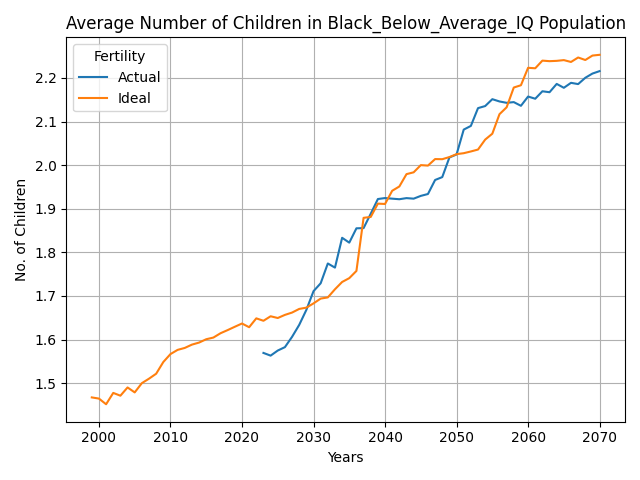 Average Number of Children in Black_Below_Average_IQ Population
Fertility
Actual
Ideal
No. of Children
2.2
2.1
2.0
1.9
1.8
1.7
1.6
1.5
2000 2010 2020 2030 2040 2050 2060 2070
Years